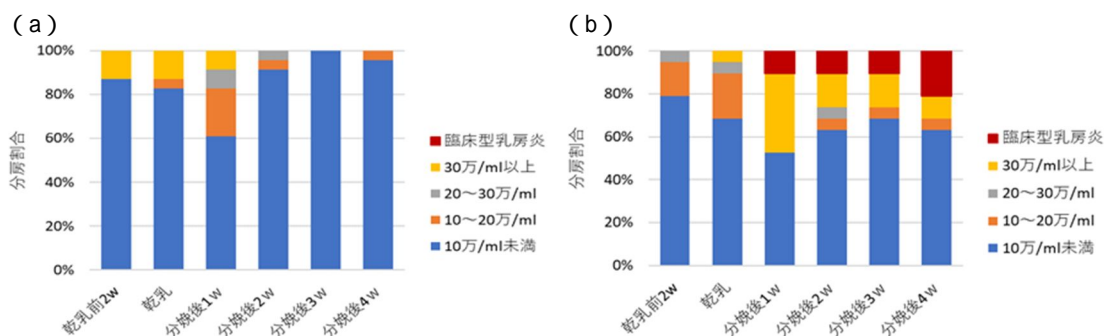 (a)
100%
80%
60%
40%
20%
0%
分房割合
乾乳前2w
乾乳
分娩後1w
分娩後2w
分娩後3w
分娩後4w
臨床型乳房炎
30万/ml以上
20～30万/ml
10～20万/ml
10万/ml未満
(b)
100%
80%
60%
40%
20%
0%
分房割合
乾乳前2w
乾乳
分娩後1w
分娩後2w
分娩後3w
分娩後4w
臨床型乳房炎
30万/ml以上
20～30万/ml
10～20万/ml
10万/ml未満